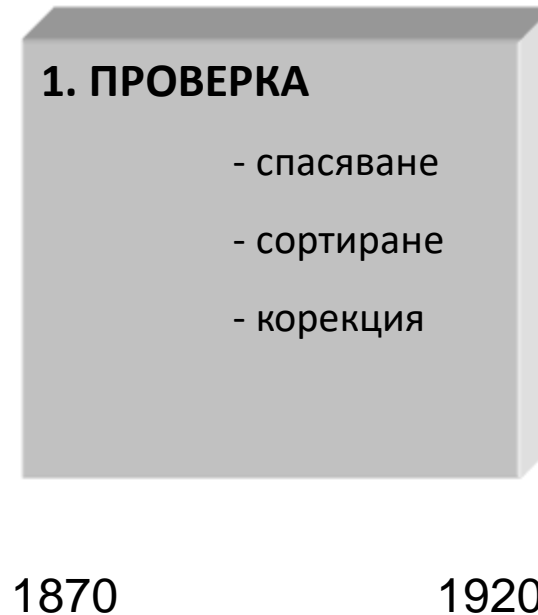 1. ПРОВЕРКА
- спасяване
- сортиране
- корекция
1870 1920